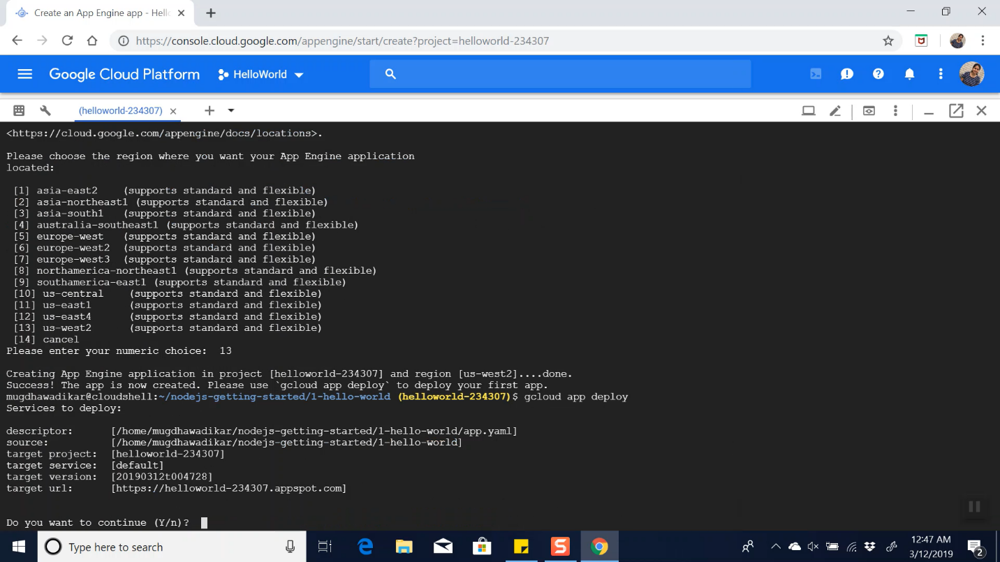 Create an App Engine app - Hell
https://console.cloud.google.com/appengine/start/create?project=helloworld-234307
Google Cloud Platform
HelloWorld
(helloworld-234307)
<https://cloud.google.com/appengine/docs/locations>.
Please choose the region where you want your App Engine application
located:
[1] asia-east2 (supports standard and flexible)
[2] asia-northeast1 (supports standard and flexible)
[3] asia-south1 (supports standard and flexible)
[4] australia-southeast1 (supports standard and flexible)
[5] europe-west (supports standard and flexible)
[6] europe-west2 (supports standard and flexible)
[7] europe-west3 (supports standard and flexible)
[8] northamerica-northeast1 (supports standard and flexible)
[9] southamerica-east1 (supports standard and flexible)
[10] us-central (supports standard and flexible)
[11] us-east1 (supports standard and flexible)
[12] us-east4 (supports standard and flexible)
[13] us-west2 (supports standard and flexible)
[14] cancel
Please enter your numeric choice: 13
Creating App Engine application in project [helloworld-234307] and region [us-west2]....done.
Success! The app is now created. Please use `gcloud app deploy` to deploy your first app.
mugdhawadikar@cloudshell:~/nodejs-getting-started/1-hello-world (helloworld-234307)$ gcloud app deploy
Services to deploy:
descriptor: [/home/mugdhawadikar/nodejs-getting-started/1-hello-world/app.yaml]
source: [/home/mugdhawadikar/nodejs-getting-started/1-hello-world]
target project: [helloworld-234307]
target service: [default]
target version: [20190312t004728]
target url: [https://helloworld-234307.appspot.com]
Do you want to continue (Y/n)?
Type here to search
S
12:47 AM
3/12/2019
2